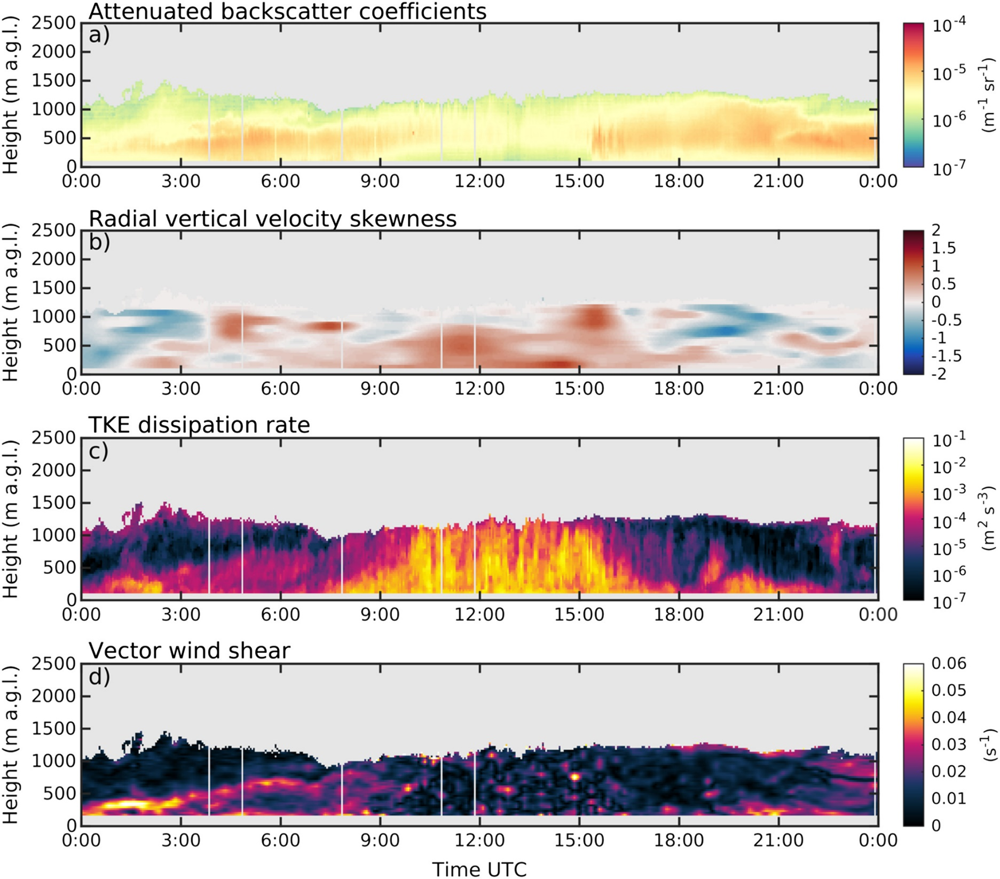 Attenuated backscatter coefficients
a)
Height (m a.g.l.)
2500
2000
1500
1000
500
0
0:00 3:00 6:00 9:00 12:00 15:00 18:00 21:00 0:00
10-4
10-5
10-6
10-7
(m-1 sr-1)
Radial vertical velocity skewness
b)
Height (m a.g.l.)
2500
2000
1500
1000
500
0
0:00 3:00 6:00 9:00 12:00 15:00 18:00 21:00 0:00
2
1.5
1
0.5
0
-0.5
-1
-1.5
-2
TKE dissipation rate
c)
Height (m a.g.l.)
2500
2000
1500
1000
500
0
0:00 3:00 6:00 9:00 12:00 15:00 18:00 21:00 0:00
10-1
10-2
10-3
10-4
10-5
10-6
10-7
(m2 s-3)
Vector wind shear
d)
Height (m a.g.l.)
2500
2000
1500
1000
500
0
0:00 3:00 6:00 9:00 12:00 15:00 18:00 21:00 0:00
0.06
0.05
0.04
0.03
0.02
0.01
0
(s-1)
Time UTC